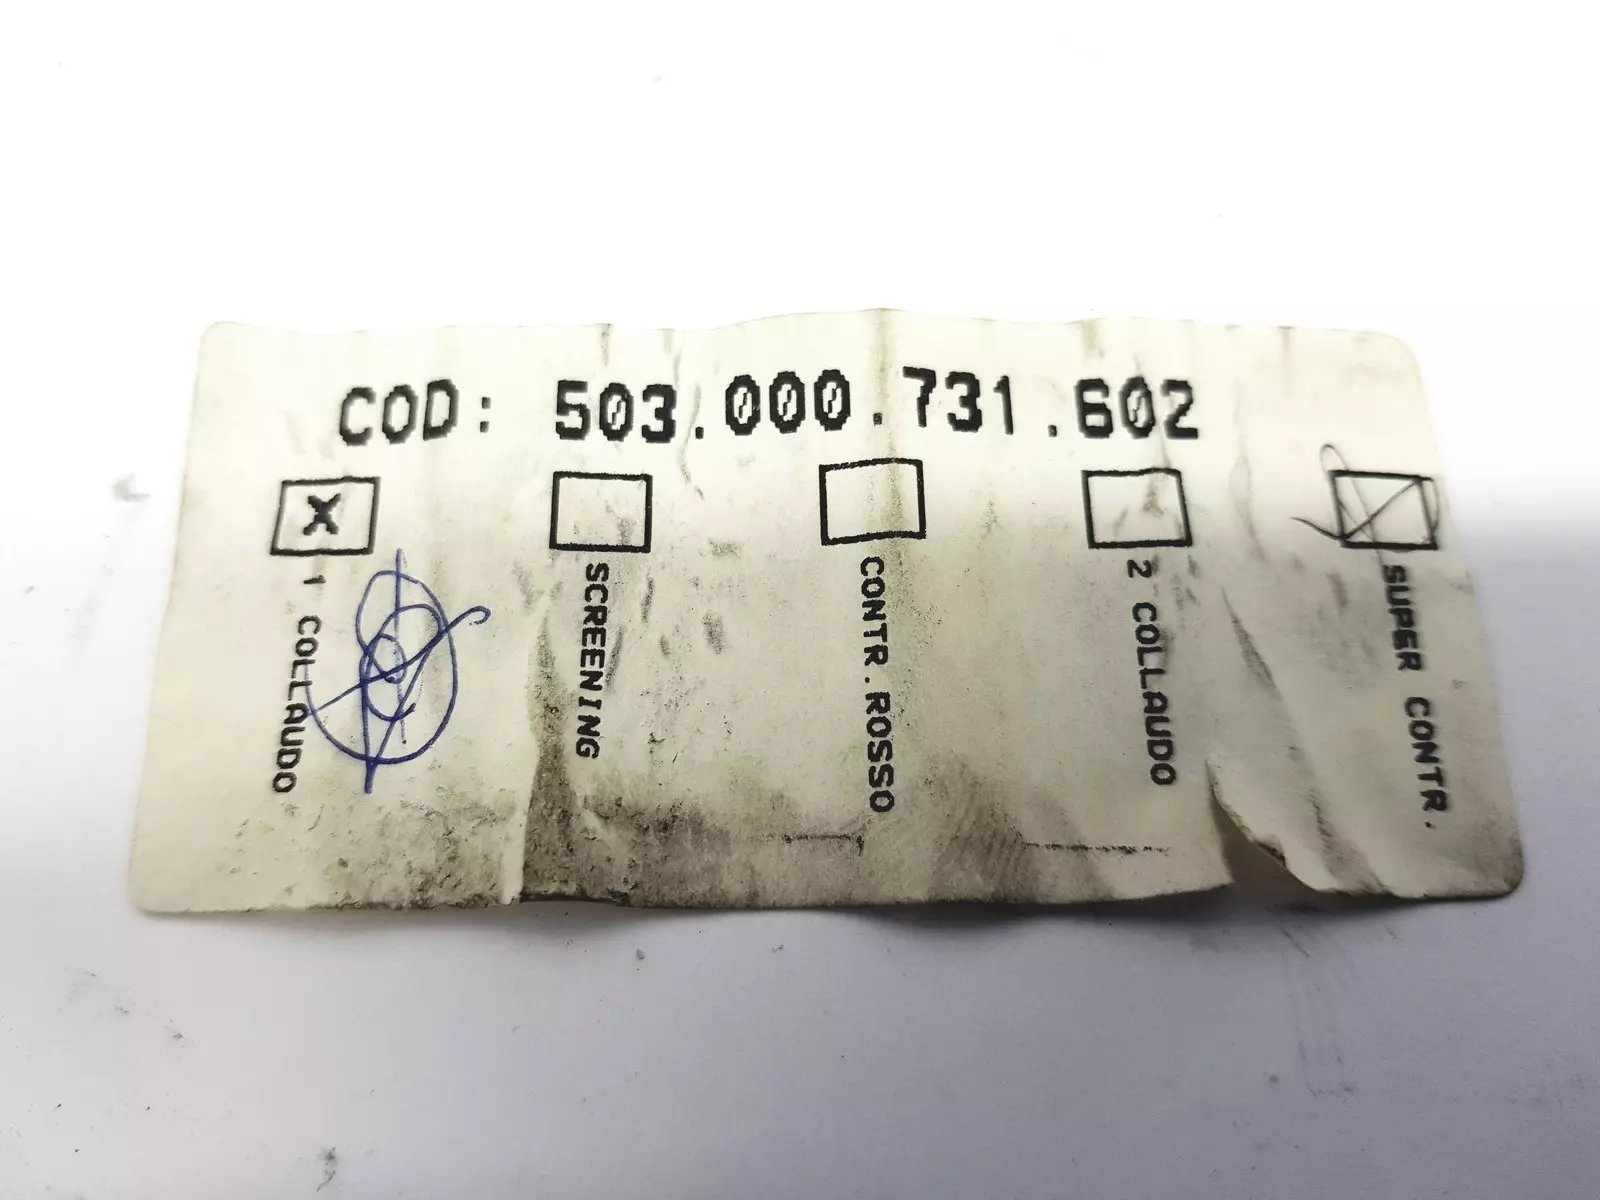 COD: 503.000.731.602
X
1 COLLAUDO
SCREENING
CONTR.ROSSO
2 COLLAUDO
SUPER CONTR.